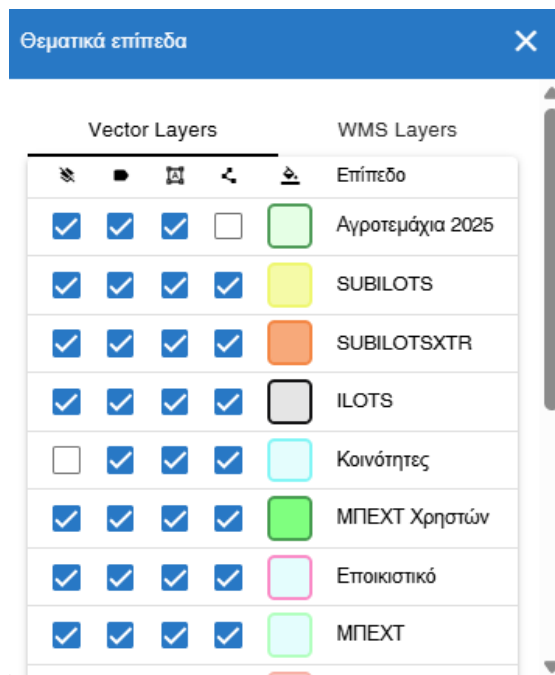 Θεματικά επίπεδα
Vector Layers WMS Layers
Επίπεδο
Αγροτεμάχια 2025
SUBILOTS
SUBILOTSXTR
ILOTS
Κοινότητες
ΜΠΕΧΤ Χρηστών
Εποικιστικό
ΜΠΕΧΤ